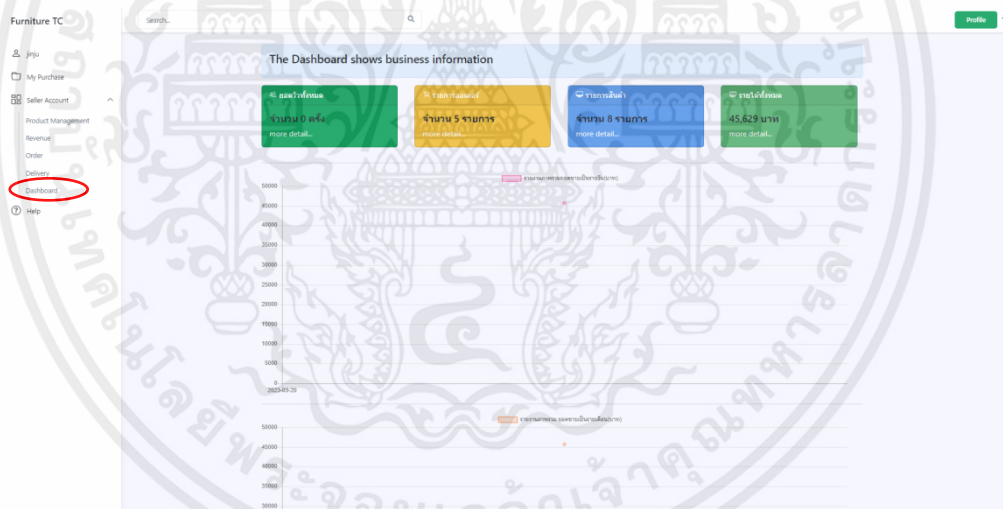 Furniture TC
Search..
Profile
jinju
My Purchase
Seller Account
Product Management
Revenue
Order
Delivery
Dashboard
Help
The Dashboard shows business information
ยอดวิวทั้งหมด
จำนวน 0 ครั้ง
more detail...
รายการออเดอร์
จำนวน 5 รายการ
more detail...
รายการสินค้า
จำนวน 8 รายการ
more detail...
รายได้ทั้งหมด
45,629 บาท
more detail...
50000
45000
40000
35000
30000
25000
20000
15000
10000
5000
0
2023-03-20
50000
45000
40000
35000
30000